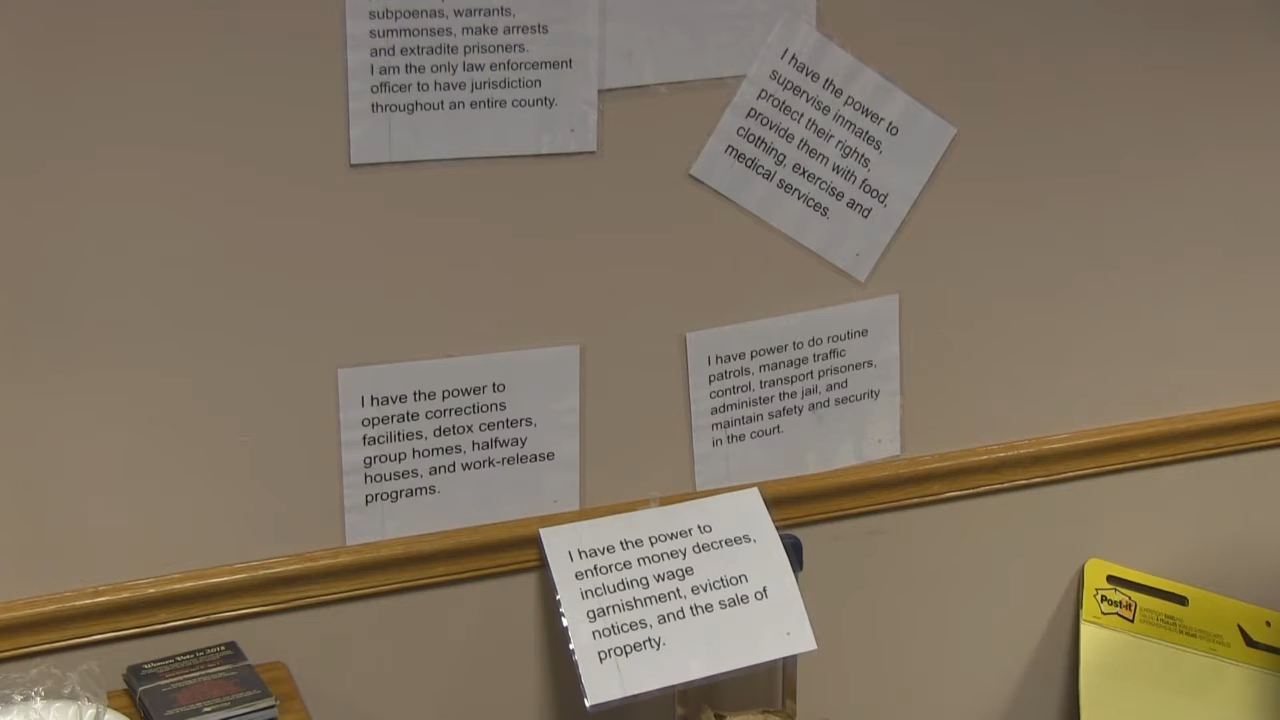 subpoenas, warrants,
summonses, make arrests
and extradite prisoners.
I am the only law enforcement
officer to have jurisdiction
throughout an entire county.
I have the power to
supervise inmates,
protect their rights,
provide them with food,
clothing, exercise and
medical services.
I have the power to
operate corrections
facilities, detox centers,
group homes, halfway
houses, and work-release
programs.
I have power to do routine
patrols, manage traffic
control, transport prisoners,
administer the jail, and
maintain safety and security
in the court.
I have the power to
enforce money decrees,
including wage
garnishment, eviction
notices, and the sale of
property.
Women Vote in 2018
Post-it